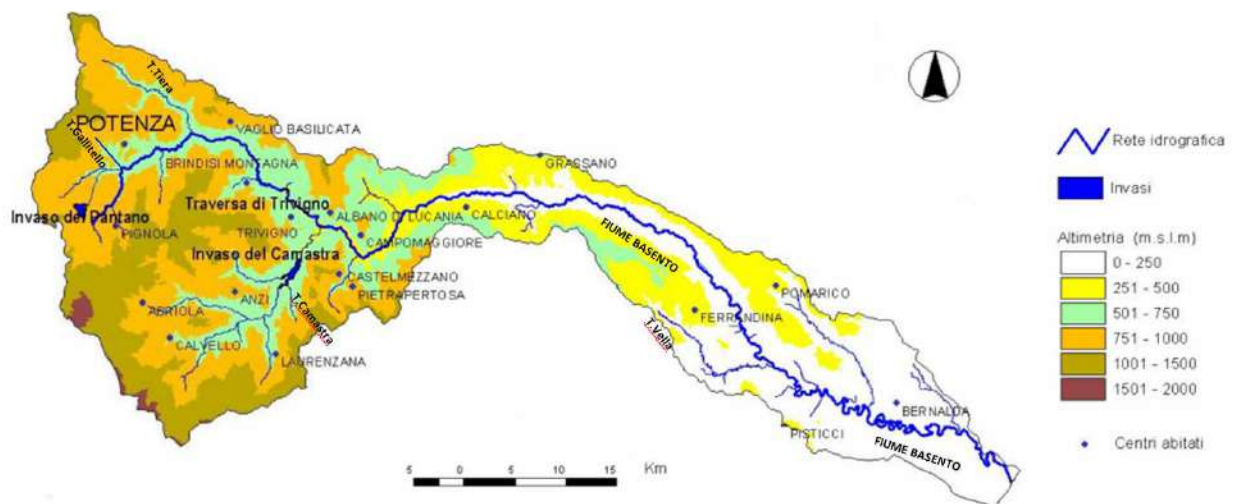 T.Tiera
POTENZA
T.Gallitello
VAGLIO BASILICATA
BRINDISI MONTAGNA
Traversa di Trivigno
Invaso del Pantano
PIGNOLA
TRIVIGNO
ALBANO DI LUCANIA
CAMPOMAGGIORE
Invaso del Camastra
CASTELMEZZANO
PIETRAPERTOSA
ANZI
ABRIOLA
T.Camastra
CALVELLO
LAURENZANA
GRASSANO
CALCIANO
FIUME BASENTO
POMARICO
FERRANDINA
T.Vella
BERNALDA
PISTICCI
FIUME BASENTO
Rete idrografica
Invasi
Altimetria (m.s.l.m)
0 - 250
251 - 500
501 - 750
751 - 1000
1001 - 1500
1501 - 2000
Centri abitati
5 0 5 10 15 Km